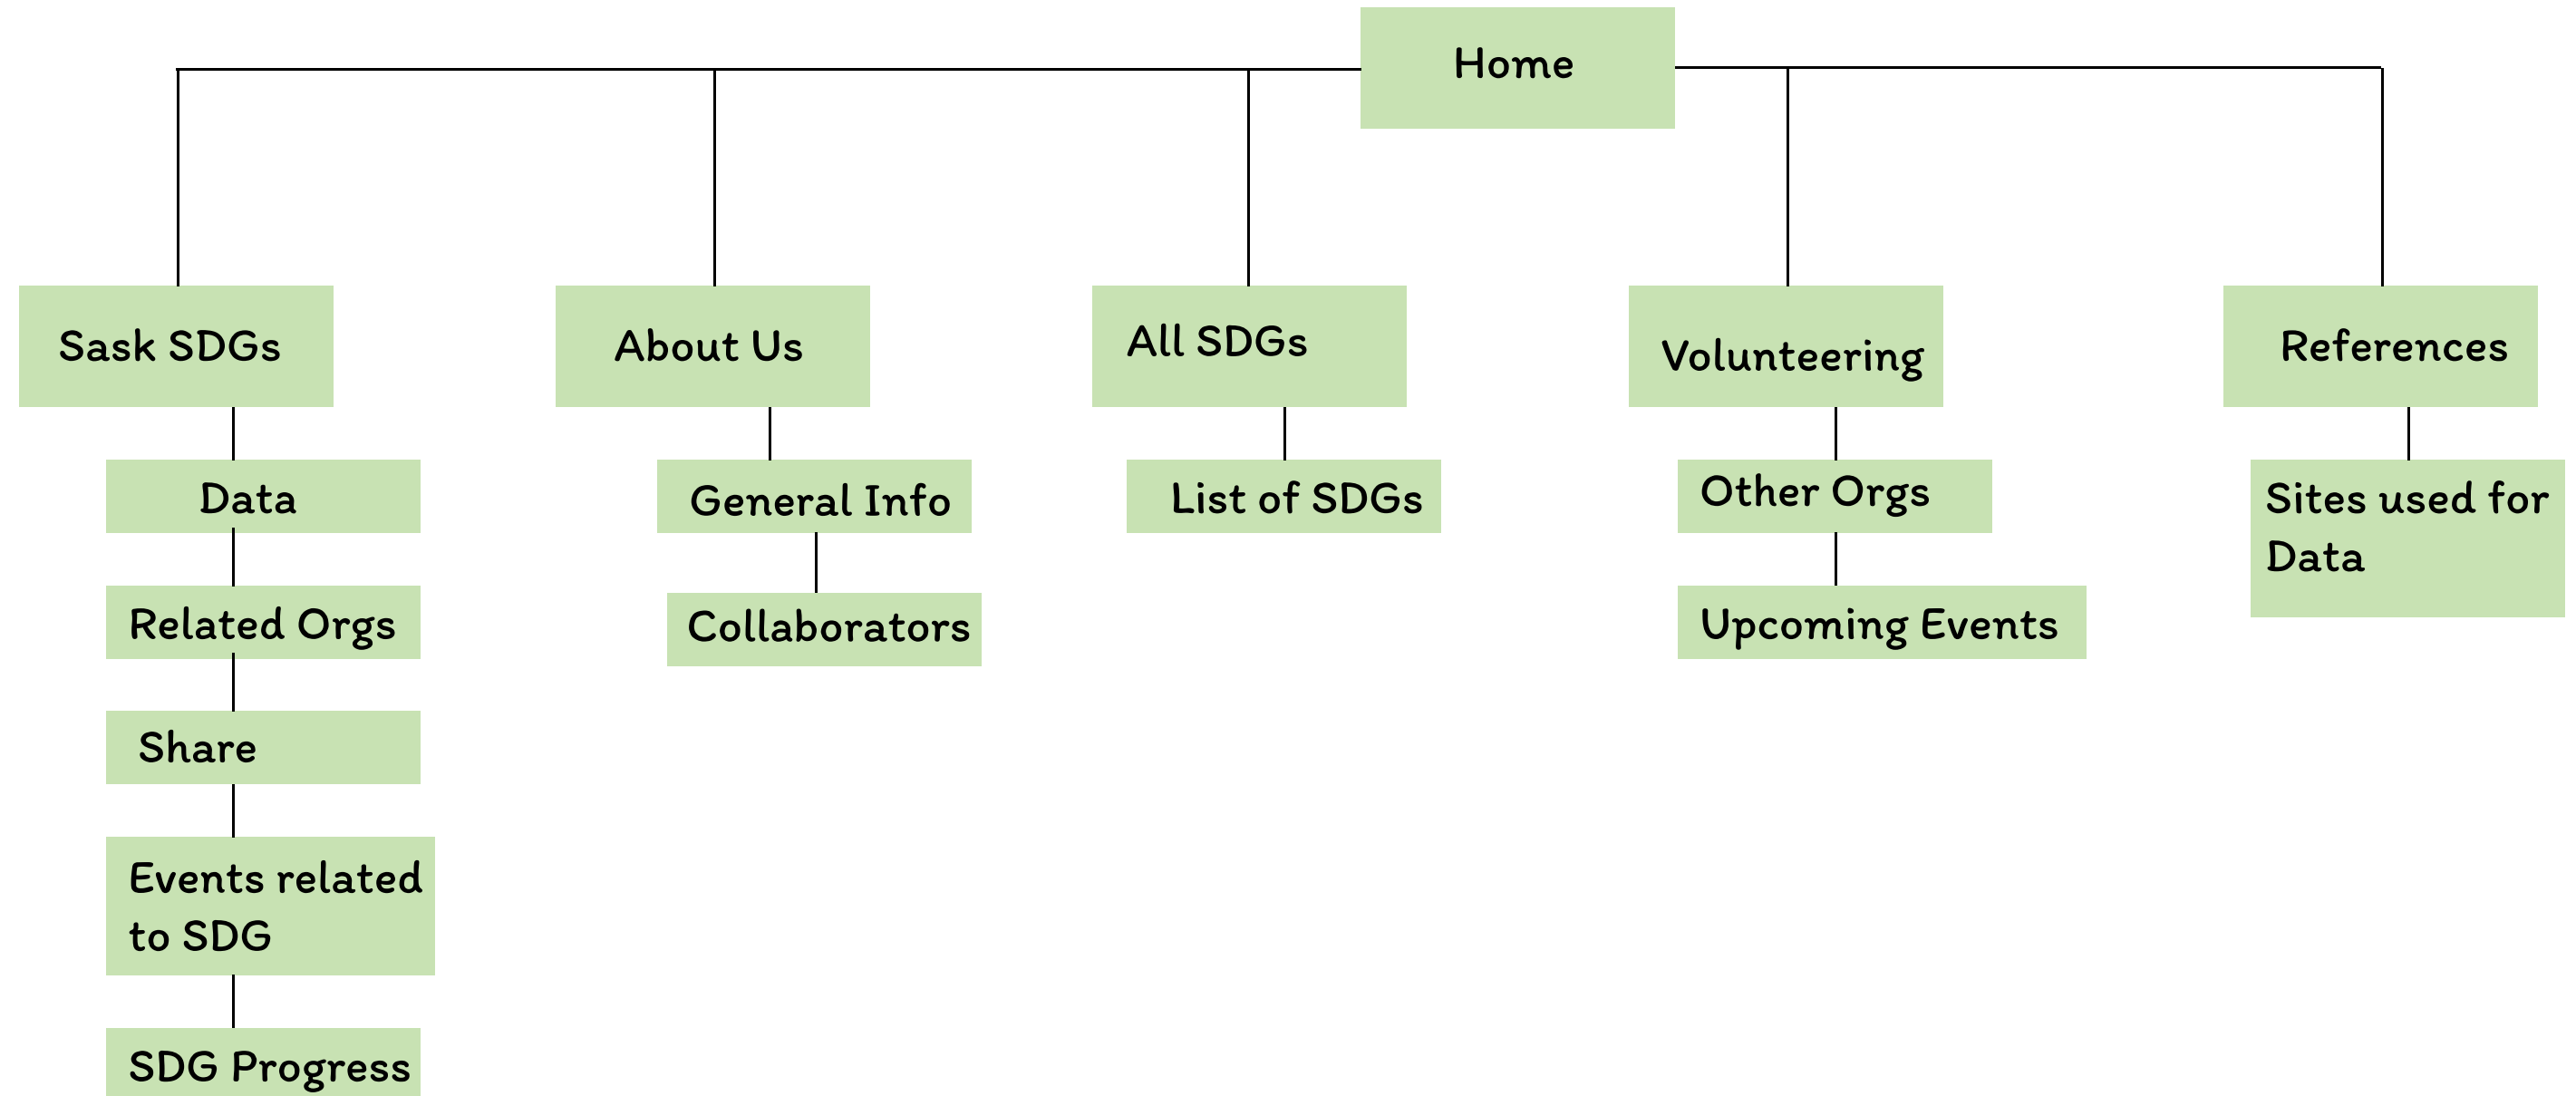 Home
Sask SDGs
About Us
All SDGs
Volunteering
References
Data
General Info
List of SDGs
Other Orgs
Sites used for
Data
Related Orgs
Collaborators
Upcoming Events
Share
Events related
to SDG
SDG Progress